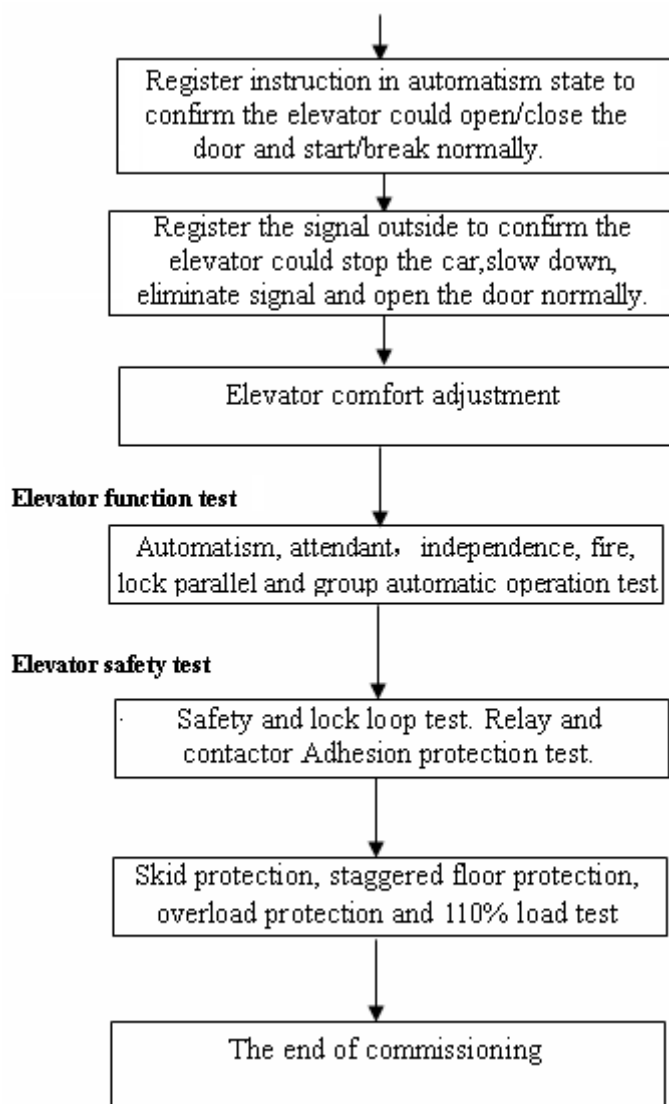 Register instruction in automatism state to
confirm the elevator could open/close the
door and start/break normally.
Register the signal outside to confirm the
elevator could stop the car,slow down,
eliminate signal and open the door normally.
Elevator comfort adjustment
Elevator function test
Automatism, attendant， independence, fire,
lock parallel and group automatic operation test
Elevator safety test
Safety and lock loop test. Relay and
contactor Adhesion protection test.
Skid protection, staggered floor protection,
overload protection and 110% load test
The end of commissioning